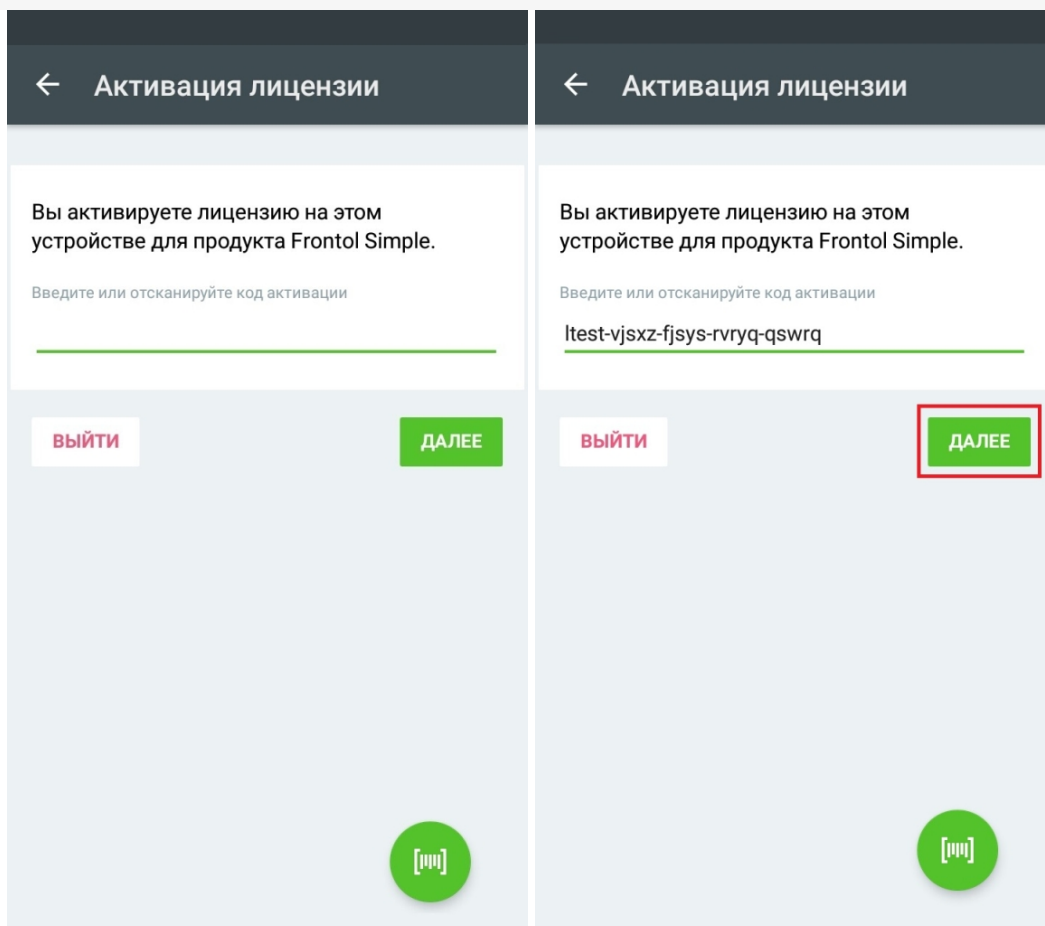 Активация лицензии
Вы активируете лицензию на этом
устройстве для продукта Frontol Simple.
Введите или отсканируйте код активации
ВЫЙТИ
ДАЛЕЕ
Активация лицензии
Вы активируете лицензию на этом
устройстве для продукта Frontol Simple.
Введите или отсканируйте код активации
ltest-vjsxz-fjsys-rvryq-qswrq
ВЫЙТИ
ДАЛЕЕ